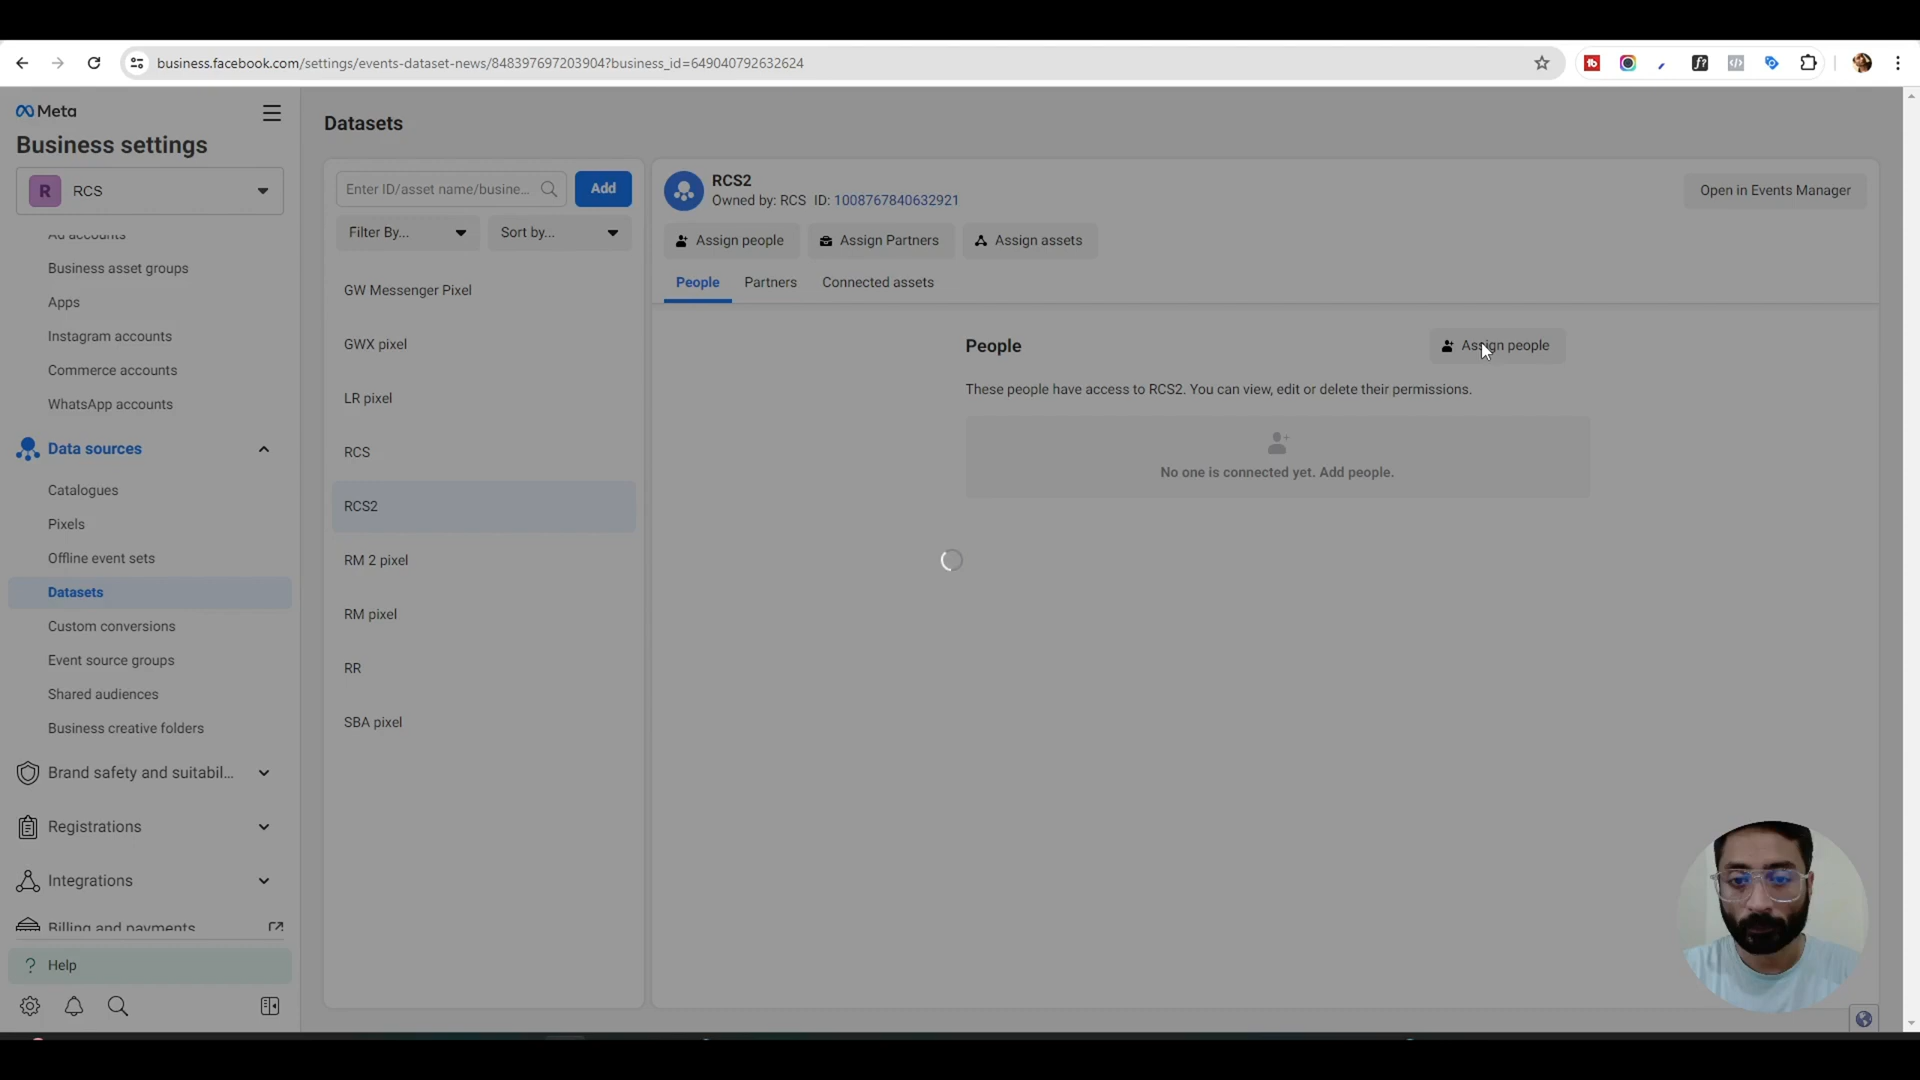 business.facebook.com/settings/events-dataset-news/848397697203904?business_id=649040792632624
Meta
Business settings
R RCS
Ad accounts
Business asset groups
Apps
Instagram accounts
Commerce accounts
WhatsApp accounts
Data sources
Catalogues
Pixels
Offline event sets
Datasets
Custom conversions
Event source groups
Shared audiences
Business creative folders
Brand safety and suitabil...
Registrations
Integrations
Billing and payments
? Help
Datasets
Enter ID/asset name/busine...
Add
Filter By...
Sort by...
GW Messenger Pixel
GWX pixel
LR pixel
RCS
RCS2
RM 2 pixel
RM pixel
RR
SBA pixel
RCS2
Owned by: RCS ID: 1008767840632921
Open in Events Manager
Assign people
Assign Partners
Assign assets
People
Partners
Connected assets
People
Assign people
These people have access to RCS2. You can view, edit or delete their permissions.
No one is connected yet. Add people.